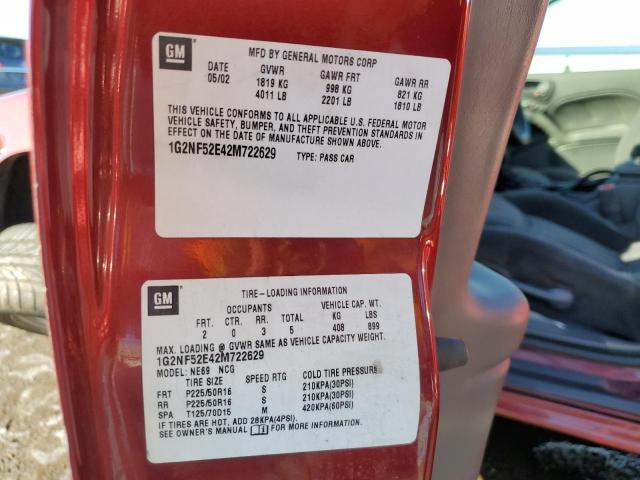 GM
MFD BY GENERAL MOTORS CORP
DATE GVWR GAWR FRT GAWR RR
05/02 1819 KG 998 KG 821 KG
4011 LB 2201 LB 1810 LB
THIS VEHICLE CONFORMS TO ALL APPLICABLE U.S. FEDERAL MOTOR
VEHICLE SAFETY, BUMPER, AND THEFT PREVENTION STANDARDS IN
EFFECT ON THE DATE OF MANUFACTURE SHOWN ABOVE.
1G2NF52E42M722629 TYPE: PASS CAR
GM
TIRE-LOADING INFORMATION
OCCUPANTS VEHICLE CAP. WT.
FRT. CTR. RR. TOTAL KG LBS
2 0 3 5 408 899
MAX. LOADING @ GVWR SAME AS VEHICLE CAPACITY WEIGHT.
1G2NF52E42M722629
MODEL: NE69 NCG
TIRE SIZE SPEED RTG COLD TIRE PRESSURE
FRT P225/50R16 S 210KPA(30PSI)
RR P225/50R16 S 210KPA(30PSI)
SPA T125/70D15 M 420KPA(60PSI)
IF TIRES ARE HOT, ADD 28KPA(4PSI).
SEE OWNER'S MANUAL FOR MORE INFORMATION.